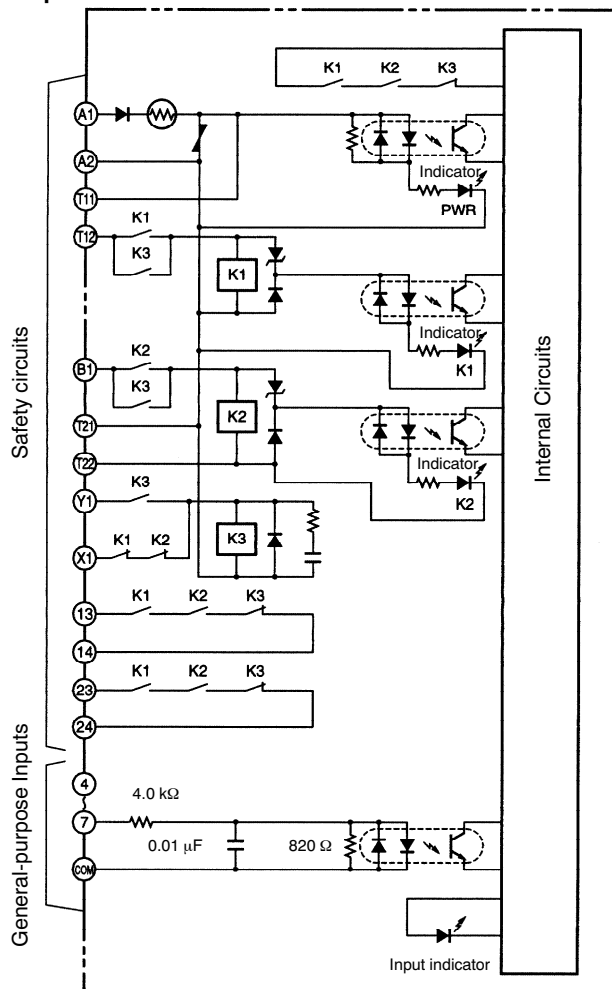 K1 K2 K3
A1
Indicator
A2
PWR
T11
K1
T12
K3
K1
Indicator
K1
K2
B1
K3
K2
T21
Indicator
T22
K2
K3
Y1
K3
K1 K2
X1
K1 K2 K3
13
14
K1 K2 K3
23
24
4
4.0 kΩ
7
0.01 µF 820 Ω
COM
Input indicator
Safety circuits
General-purpose Inputs
Internal Circuits